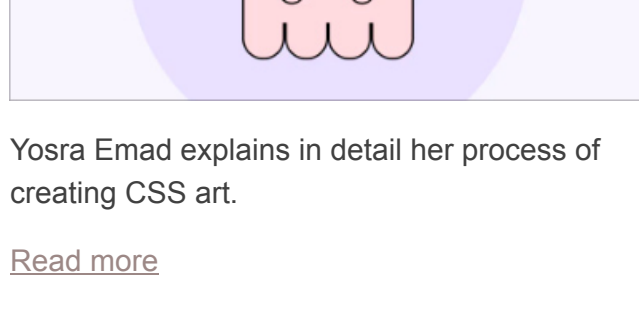 Yosra Emad explains in detail her process of
creating CSS art.
Read more